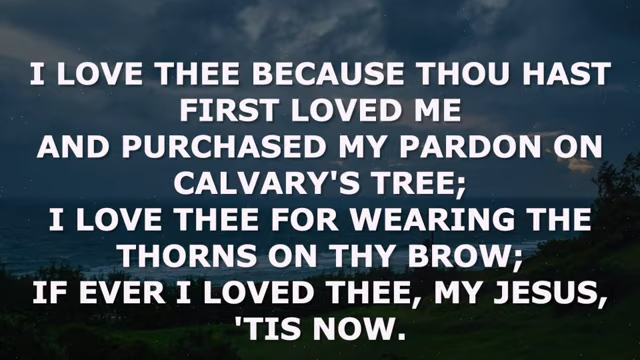 I LOVE THEE BECAUSE THOU HAST
FIRST LOVED ME
AND PURCHASED MY PARDON ON
CALVARY'S TREE;
I LOVE THEE FOR WEARING THE
THORNS ON THY BROW;
IF EVER I LOVED THEE, MY JESUS,
'TIS NOW.